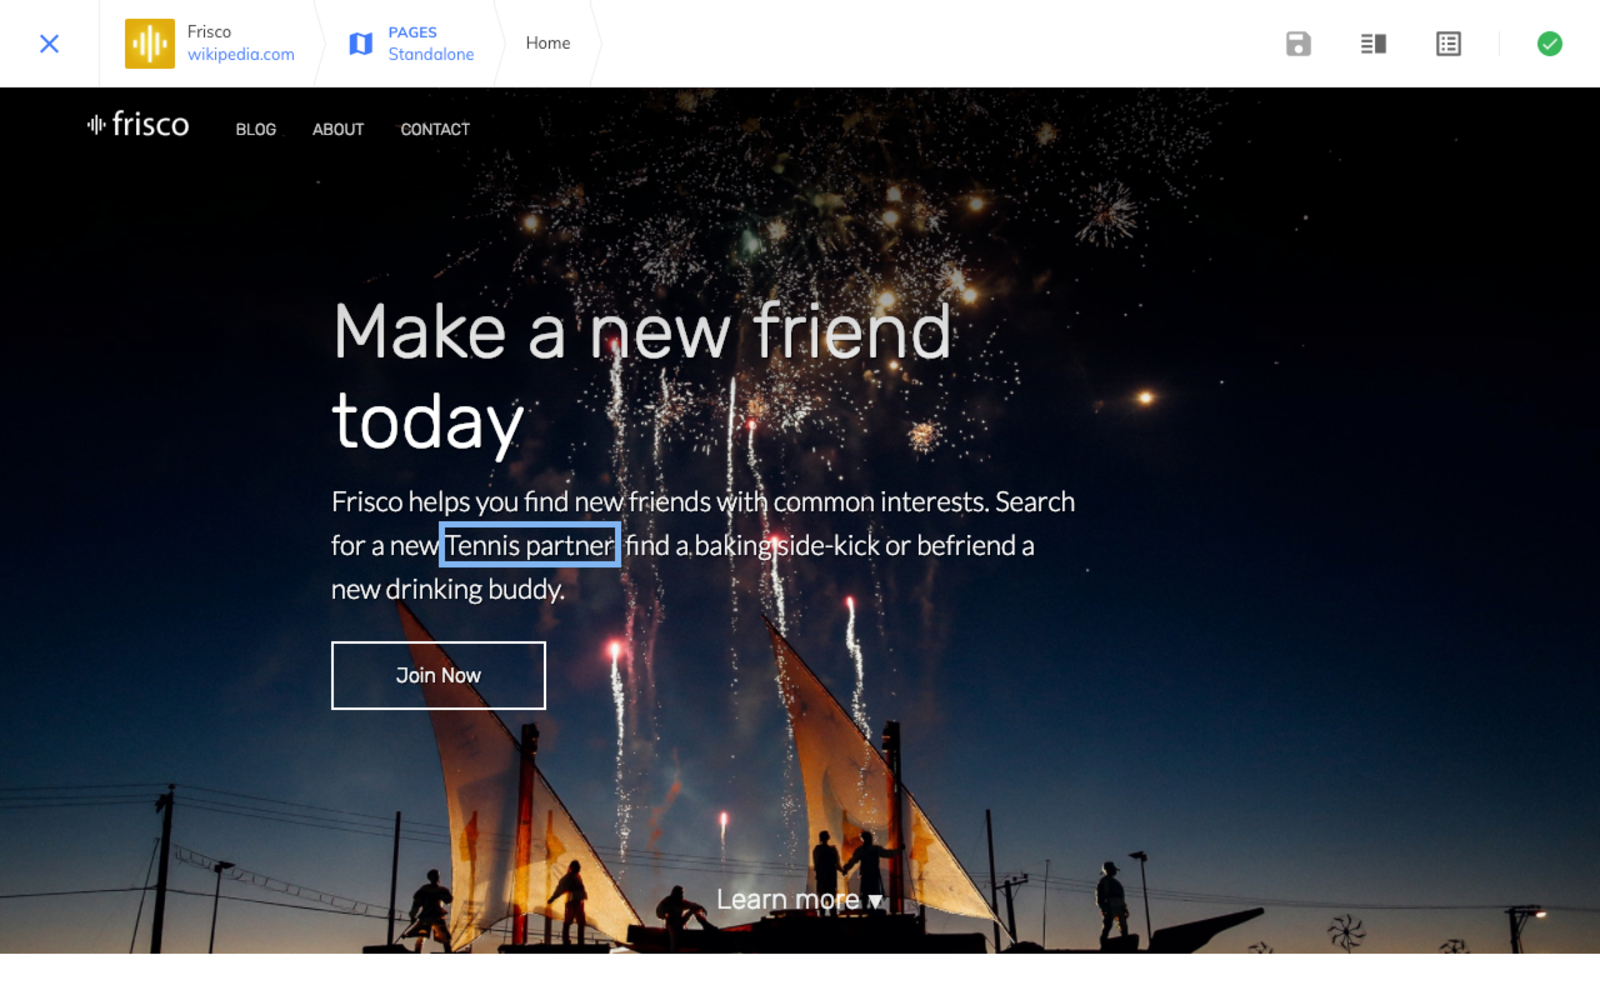 Frisco
wikipedia.com
PAGES
Standalone
Home
frisco
BLOG
ABOUT
CONTACT
Make a new friend
today
Frisco helps you find new friends with common interests. Search
for a new Tennis partner, find a baking side-kick or befriend a
new drinking buddy.
Join Now
Learn more ▼